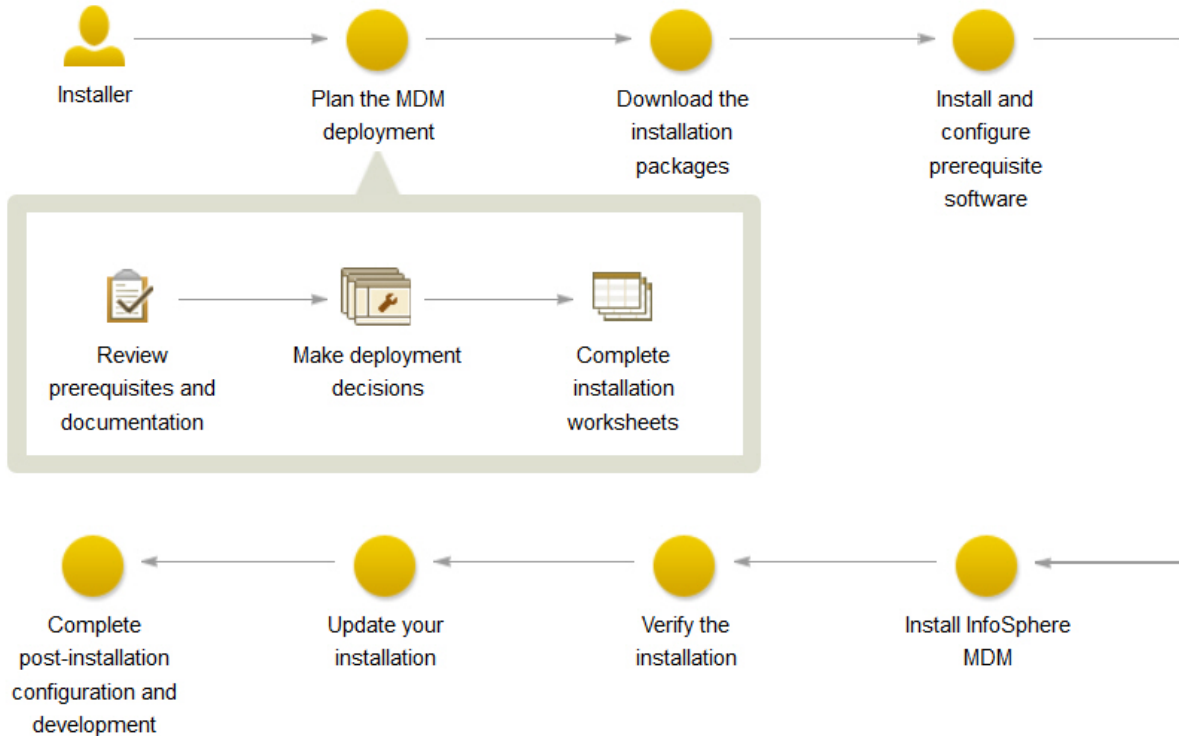 Installer
Plan the MDM
deployment
Download the
installation
packages
Install and
configure
prerequisite
software
Review
prerequisites and
documentation
Make deployment
decisions
Complete
installation
worksheets
Complete
post-installation
configuration and
development
Update your
installation
Verify the
installation
Install InfoSphere
MDM